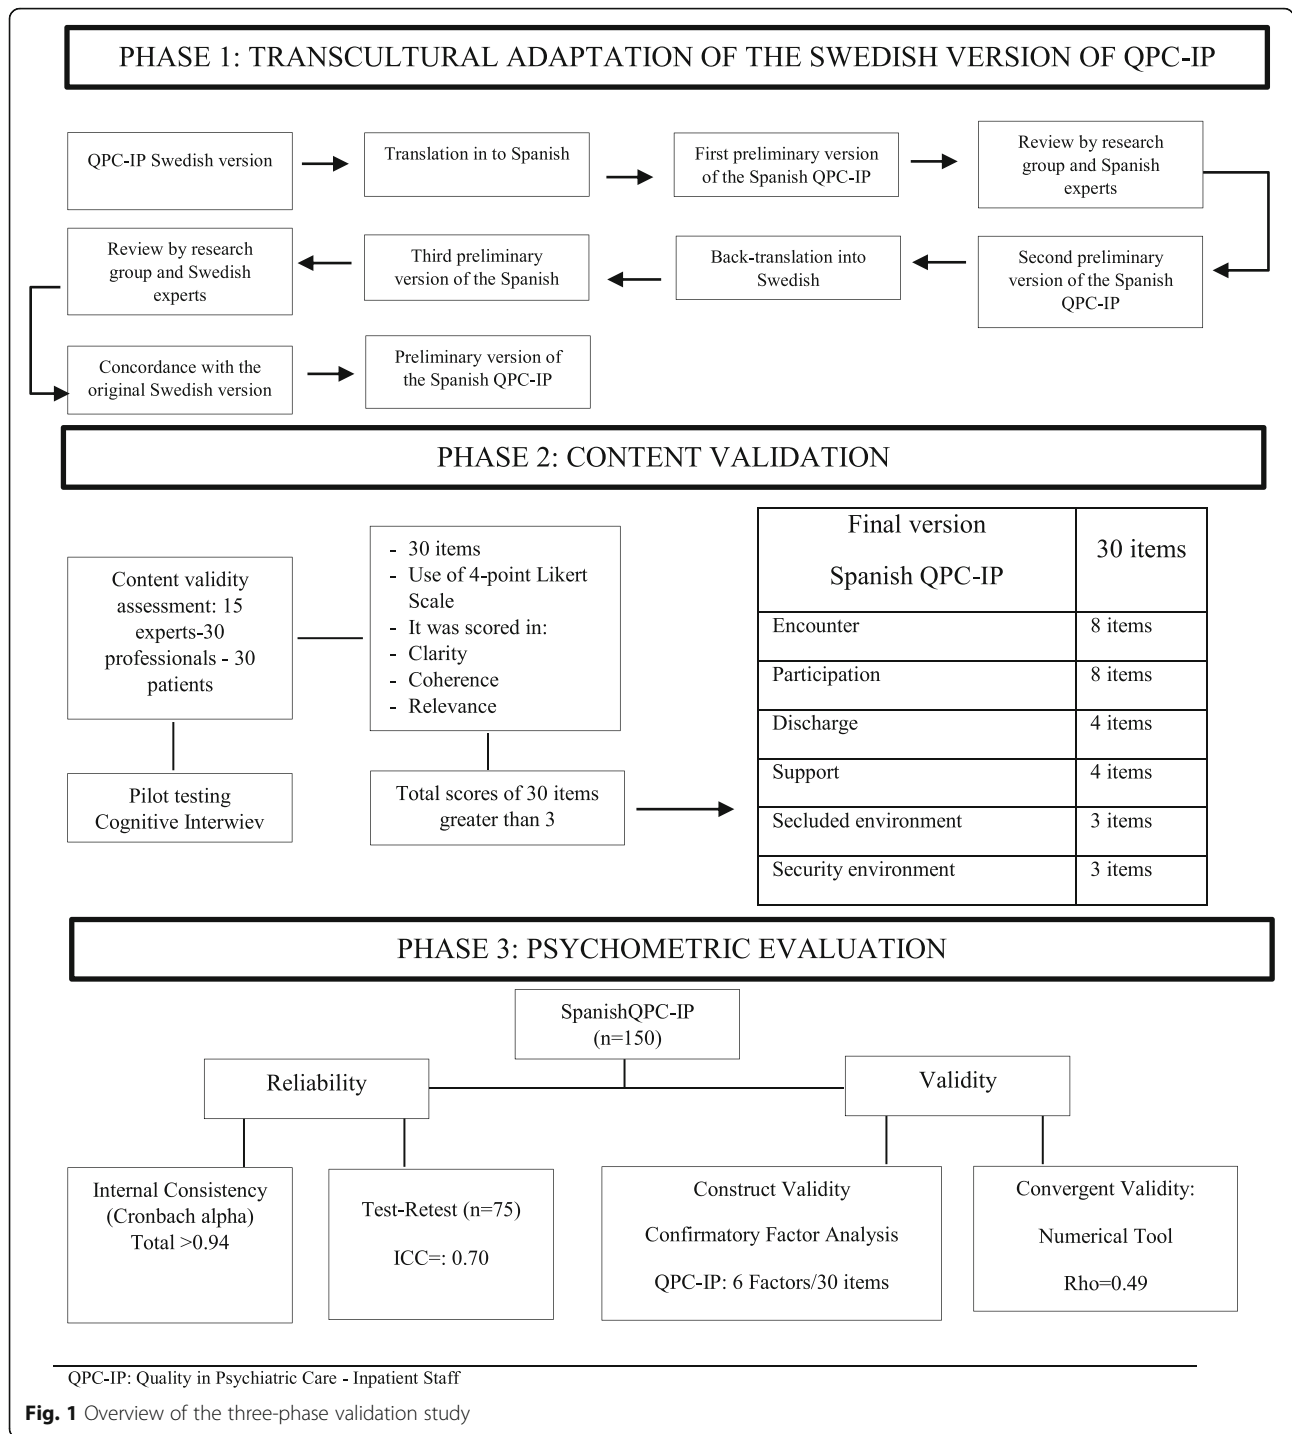 PHASE 1: TRANSCULTURAL ADAPTATION OF THE SWEDISH VERSION OF QPC-IP
QPC-IP Swedish version
Translation in to Spanish
First preliminary version
of the Spanish QPC-IP
Review by research
group and Spanish
experts
Second preliminary
version of the Spanish
QPC-IP
Back-translation into
Swedish
Third preliminary
version of the Spanish
Review by research
group and Swedish
experts
Concordance with the
original Swedish version
Preliminary version of
the Spanish QPC-IP
PHASE 2: CONTENT VALIDATION
Content validity
assessment: 15
experts-30
professionals - 30
patients
Pilot testing
Cognitive Interwiev
- 30 items
- Use of 4-point Likert
Scale
- It was scored in:
- Clarity
- Coherence
- Relevance
Total scores of 30 items
greater than 3
Final version
Spanish QPC-IP
30 items
Encounter 8 items
Participation 8 items
Discharge 4 items
Support 4 items
Secluded environment 3 items
Security environment 3 items
PHASE 3: PSYCHOMETRIC EVALUATION
SpanishQPC-IP
(n=150)
Reliability
Validity
Internal Consistency
(Cronbach alpha)
Total >0.94
Test-Retest (n=75)
ICC=: 0.70
Construct Validity
Confirmatory Factor Analysis
QPC-IP: 6 Factors/30 items
Convergent Validity:
Numerical Tool
Rho=0.49
QPC-IP: Quality in Psychiatric Care - Inpatient Staff
Fig. 1 Overview of the three-phase validation study